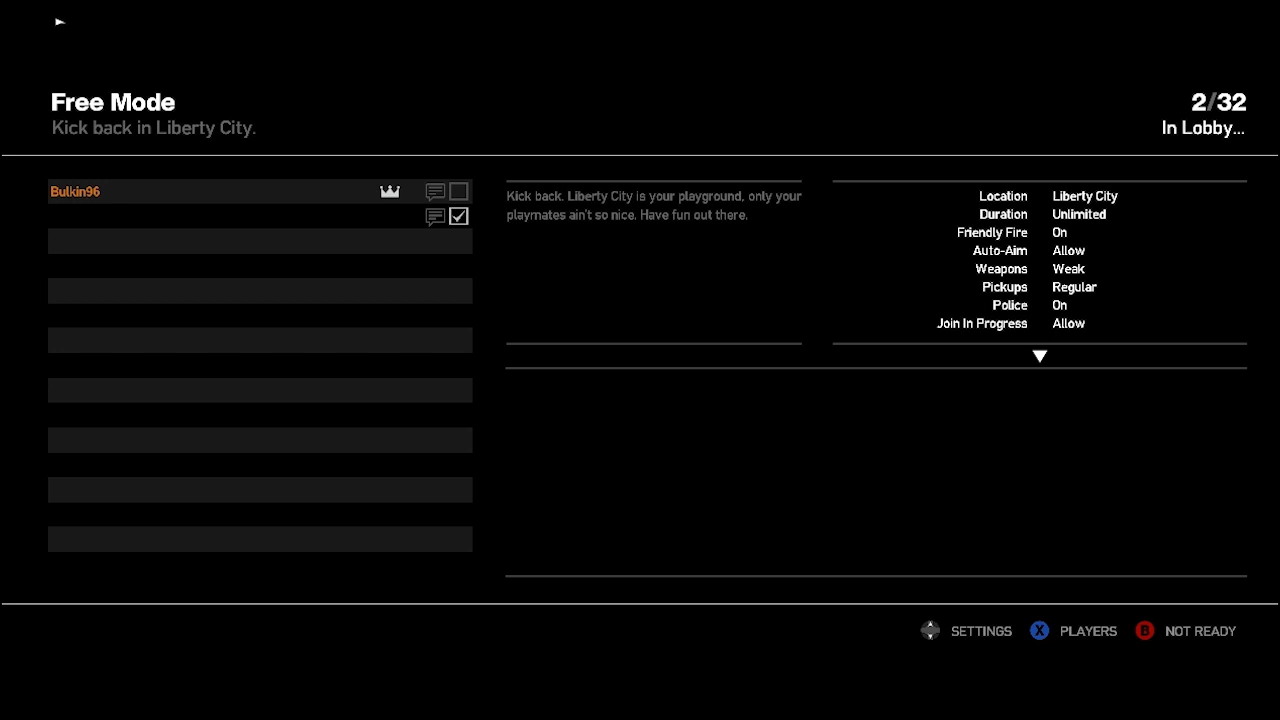 Free Mode
2/32
Kick back in Liberty City.
In Lobby...
Bulkin96
Kick back. Liberty City is your playground, only your
playmates ain't so nice. Have fun out there.
Location Liberty City
Duration Unlimited
Friendly Fire On
Auto-Aim Allow
Weapons Weak
Pickups Regular
Police On
Join In Progress Allow
SETTINGS X PLAYERS B NOT READY